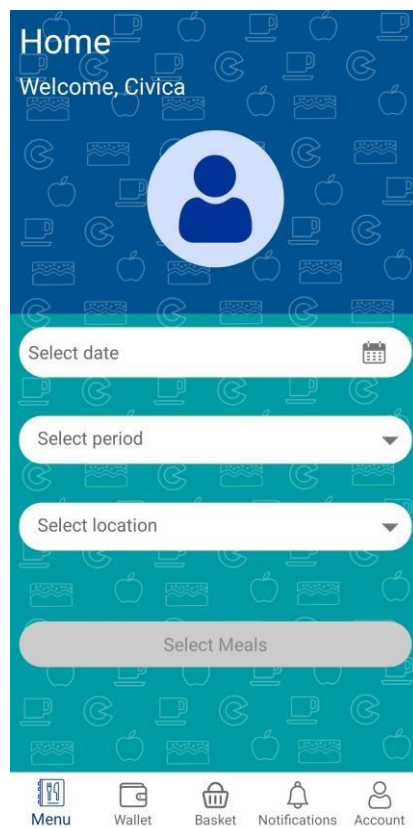 Home
Welcome, Civica
Select date
Select period
Select location
Select Meals
Menu Wallet Basket Notifications Account